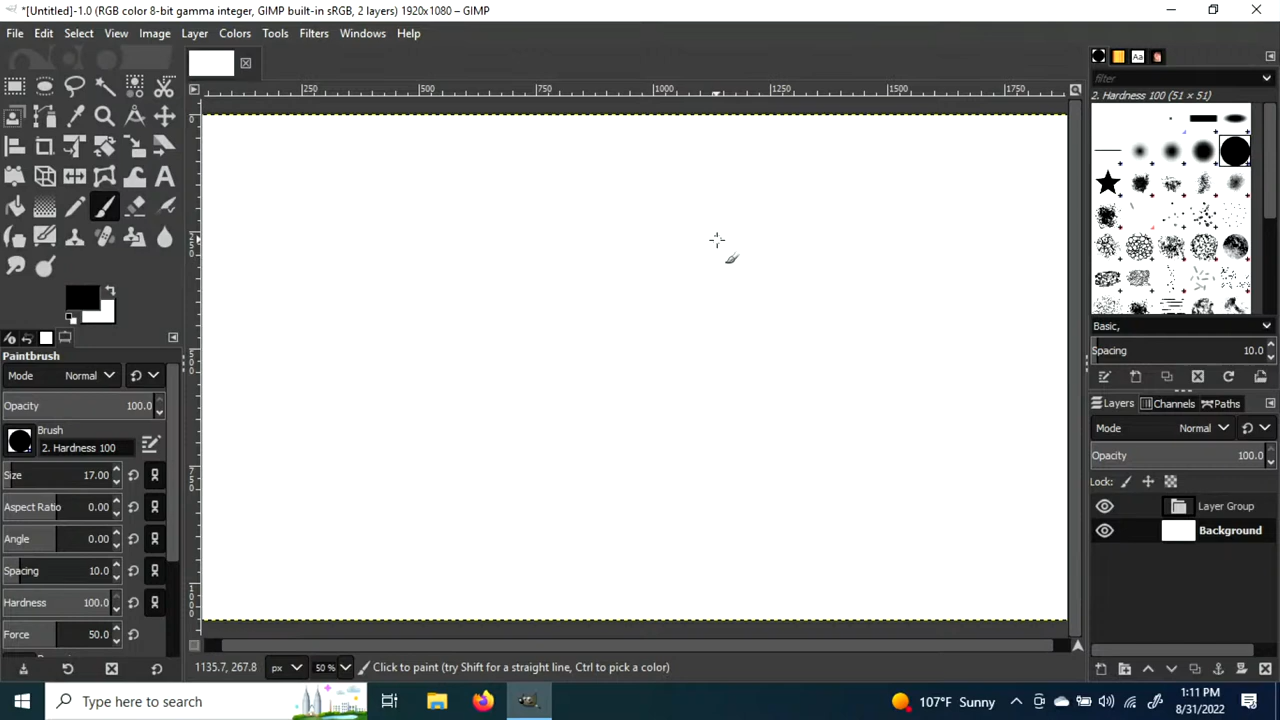 *[Untitled]-1.0 (RGB color 8-bit gamma integer, GIMP built-in sRGB, 2 layers) 1920x1080 – GIMP
File Edit Select View Image Layer Colors Tools Filters Windows Help
250 500 750 1000 1250 1500 1750
0
250
500
750
1000
Aa
filter
2. Hardness 100 (51 × 51)
Basic,
Spacing 10.0
Paintbrush
Mode Normal
Opacity 100.0
Brush
2. Hardness 100
Size 17.00
Aspect Ratio 0.00
Angle 0.00
Spacing 10.0
Hardness 100.0
Force 50.0
Layers Channels Paths
Mode Normal
Opacity 100.0
Lock:
Layer Group
Background
1135.7, 267.8 px 50 % Click to paint (try Shift for a straight line, Ctrl to pick a color)
Type here to search
107°F Sunny
1:11 PM
8/31/2022